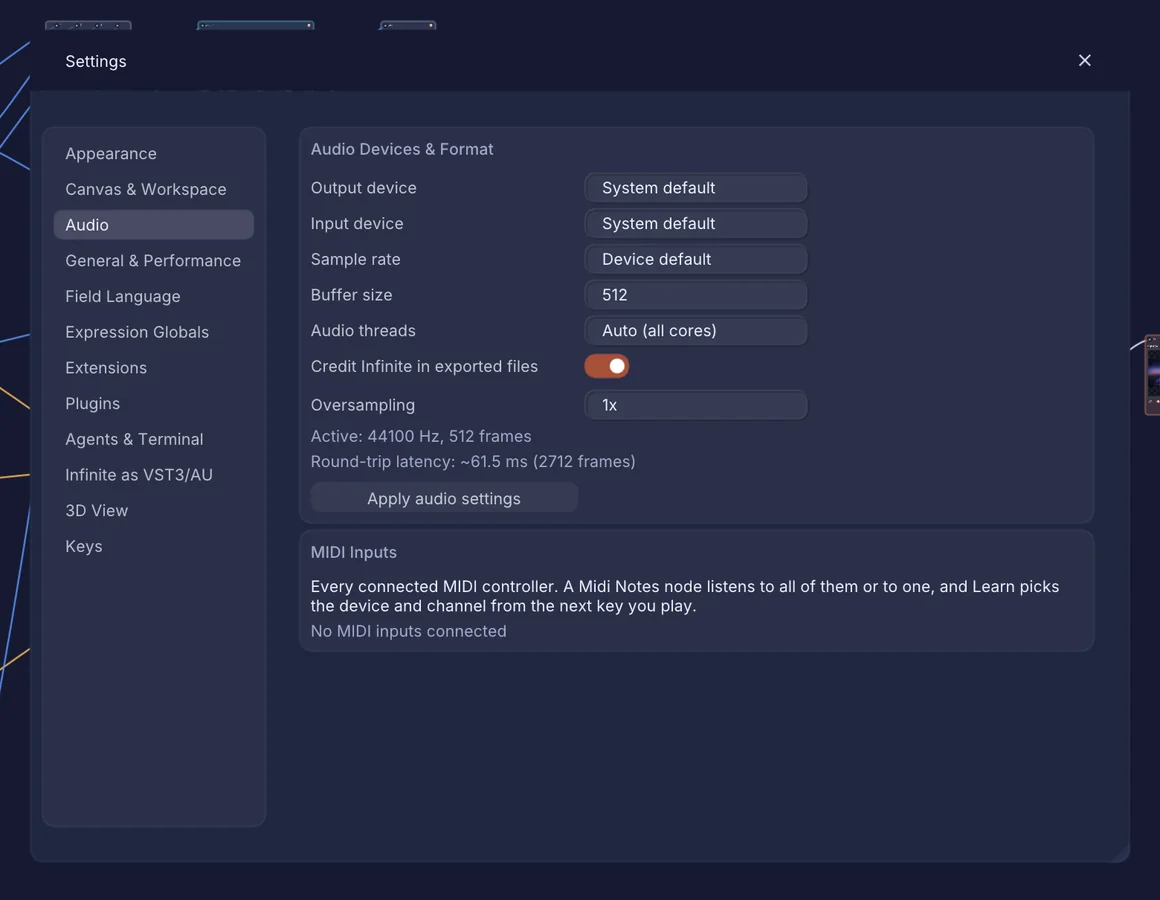 Settings
Appearance
Canvas & Workspace
Audio
General & Performance
Field Language
Expression Globals
Extensions
Plugins
Agents & Terminal
Infinite as VST3/AU
3D View
Keys
Audio Devices & Format
Output device System default
Input device System default
Sample rate Device default
Buffer size 512
Audio threads Auto (all cores)
Credit Infinite in exported files
Oversampling 1x
Active: 44100 Hz, 512 frames
Round-trip latency: ~61.5 ms (2712 frames)
Apply audio settings
MIDI Inputs
Every connected MIDI controller. A Midi Notes node listens to all of them or to one, and Learn picks
the device and channel from the next key you play.
No MIDI inputs connected